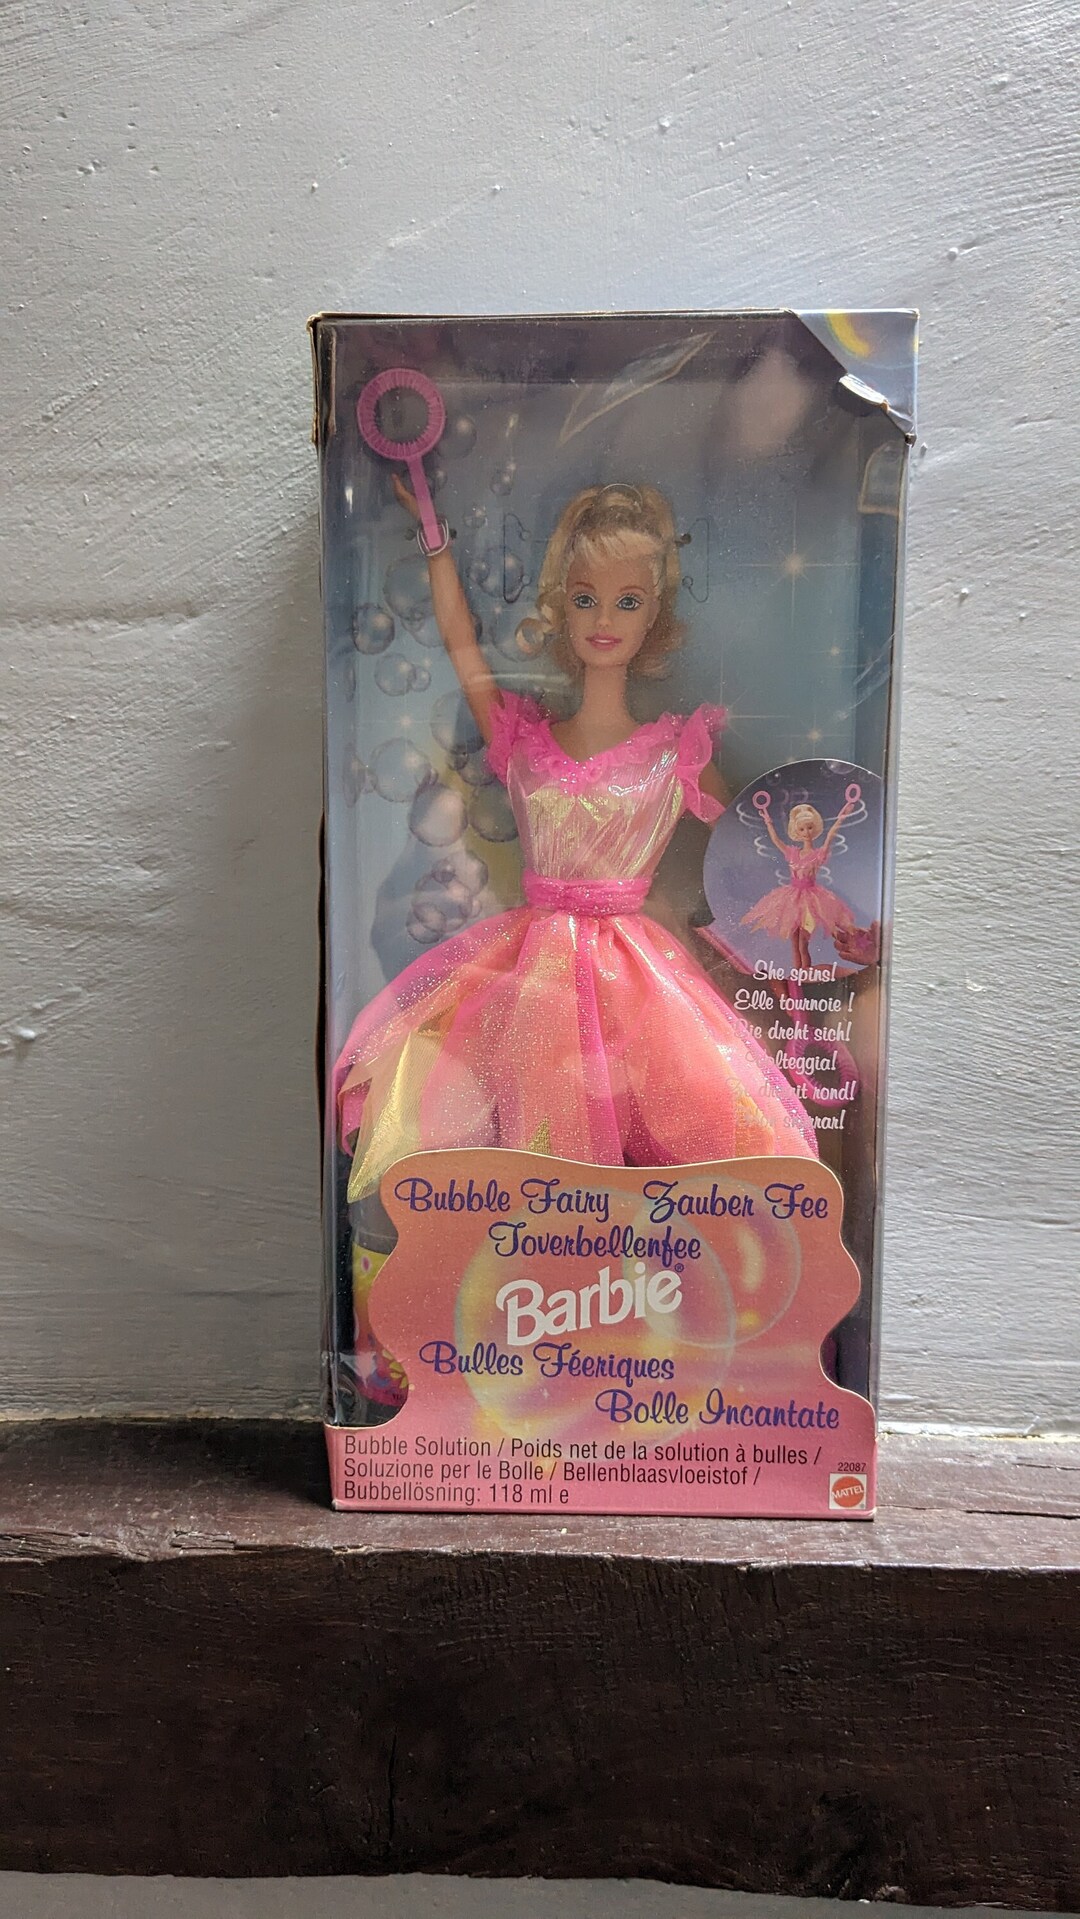 She spins!
Elle tournoie !
Sie dreht sich!
rond!
Bubble Fairy Zauber Fee
Toverbellenfee
Barbie®
Bulles Féeriques
Bolle Incantate
Bubble Solution / Poids net de la solution à bulles /
Soluzione per le Bolle / Bellenblaasvloeistof /
Bubbellösning: 118 ml e
22087
MATTEL